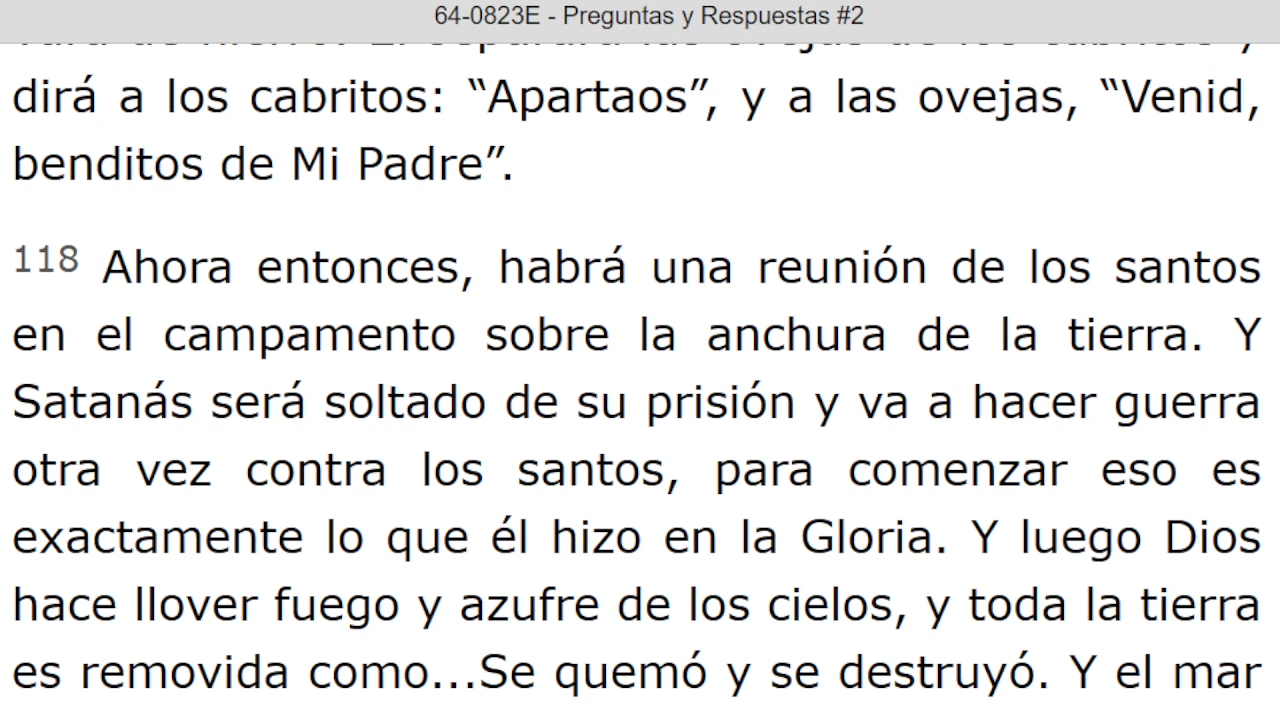 64-0823E - Preguntas y Respuestas #2
dirá a los cabritos: “Apartaos”, y a las ovejas, “Venid,
benditos de Mi Padre”.
118 Ahora entonces, habrá una reunión de los santos
en el campamento sobre la anchura de la tierra. Y
Satanás será soltado de su prisión y va a hacer guerra
otra vez contra los santos, para comenzar eso es
exactamente lo que él hizo en la Gloria. Y luego Dios
hace llover fuego y azufre de los cielos, y toda la tierra
es removida como...Se quemó y se destruyó. Y el mar